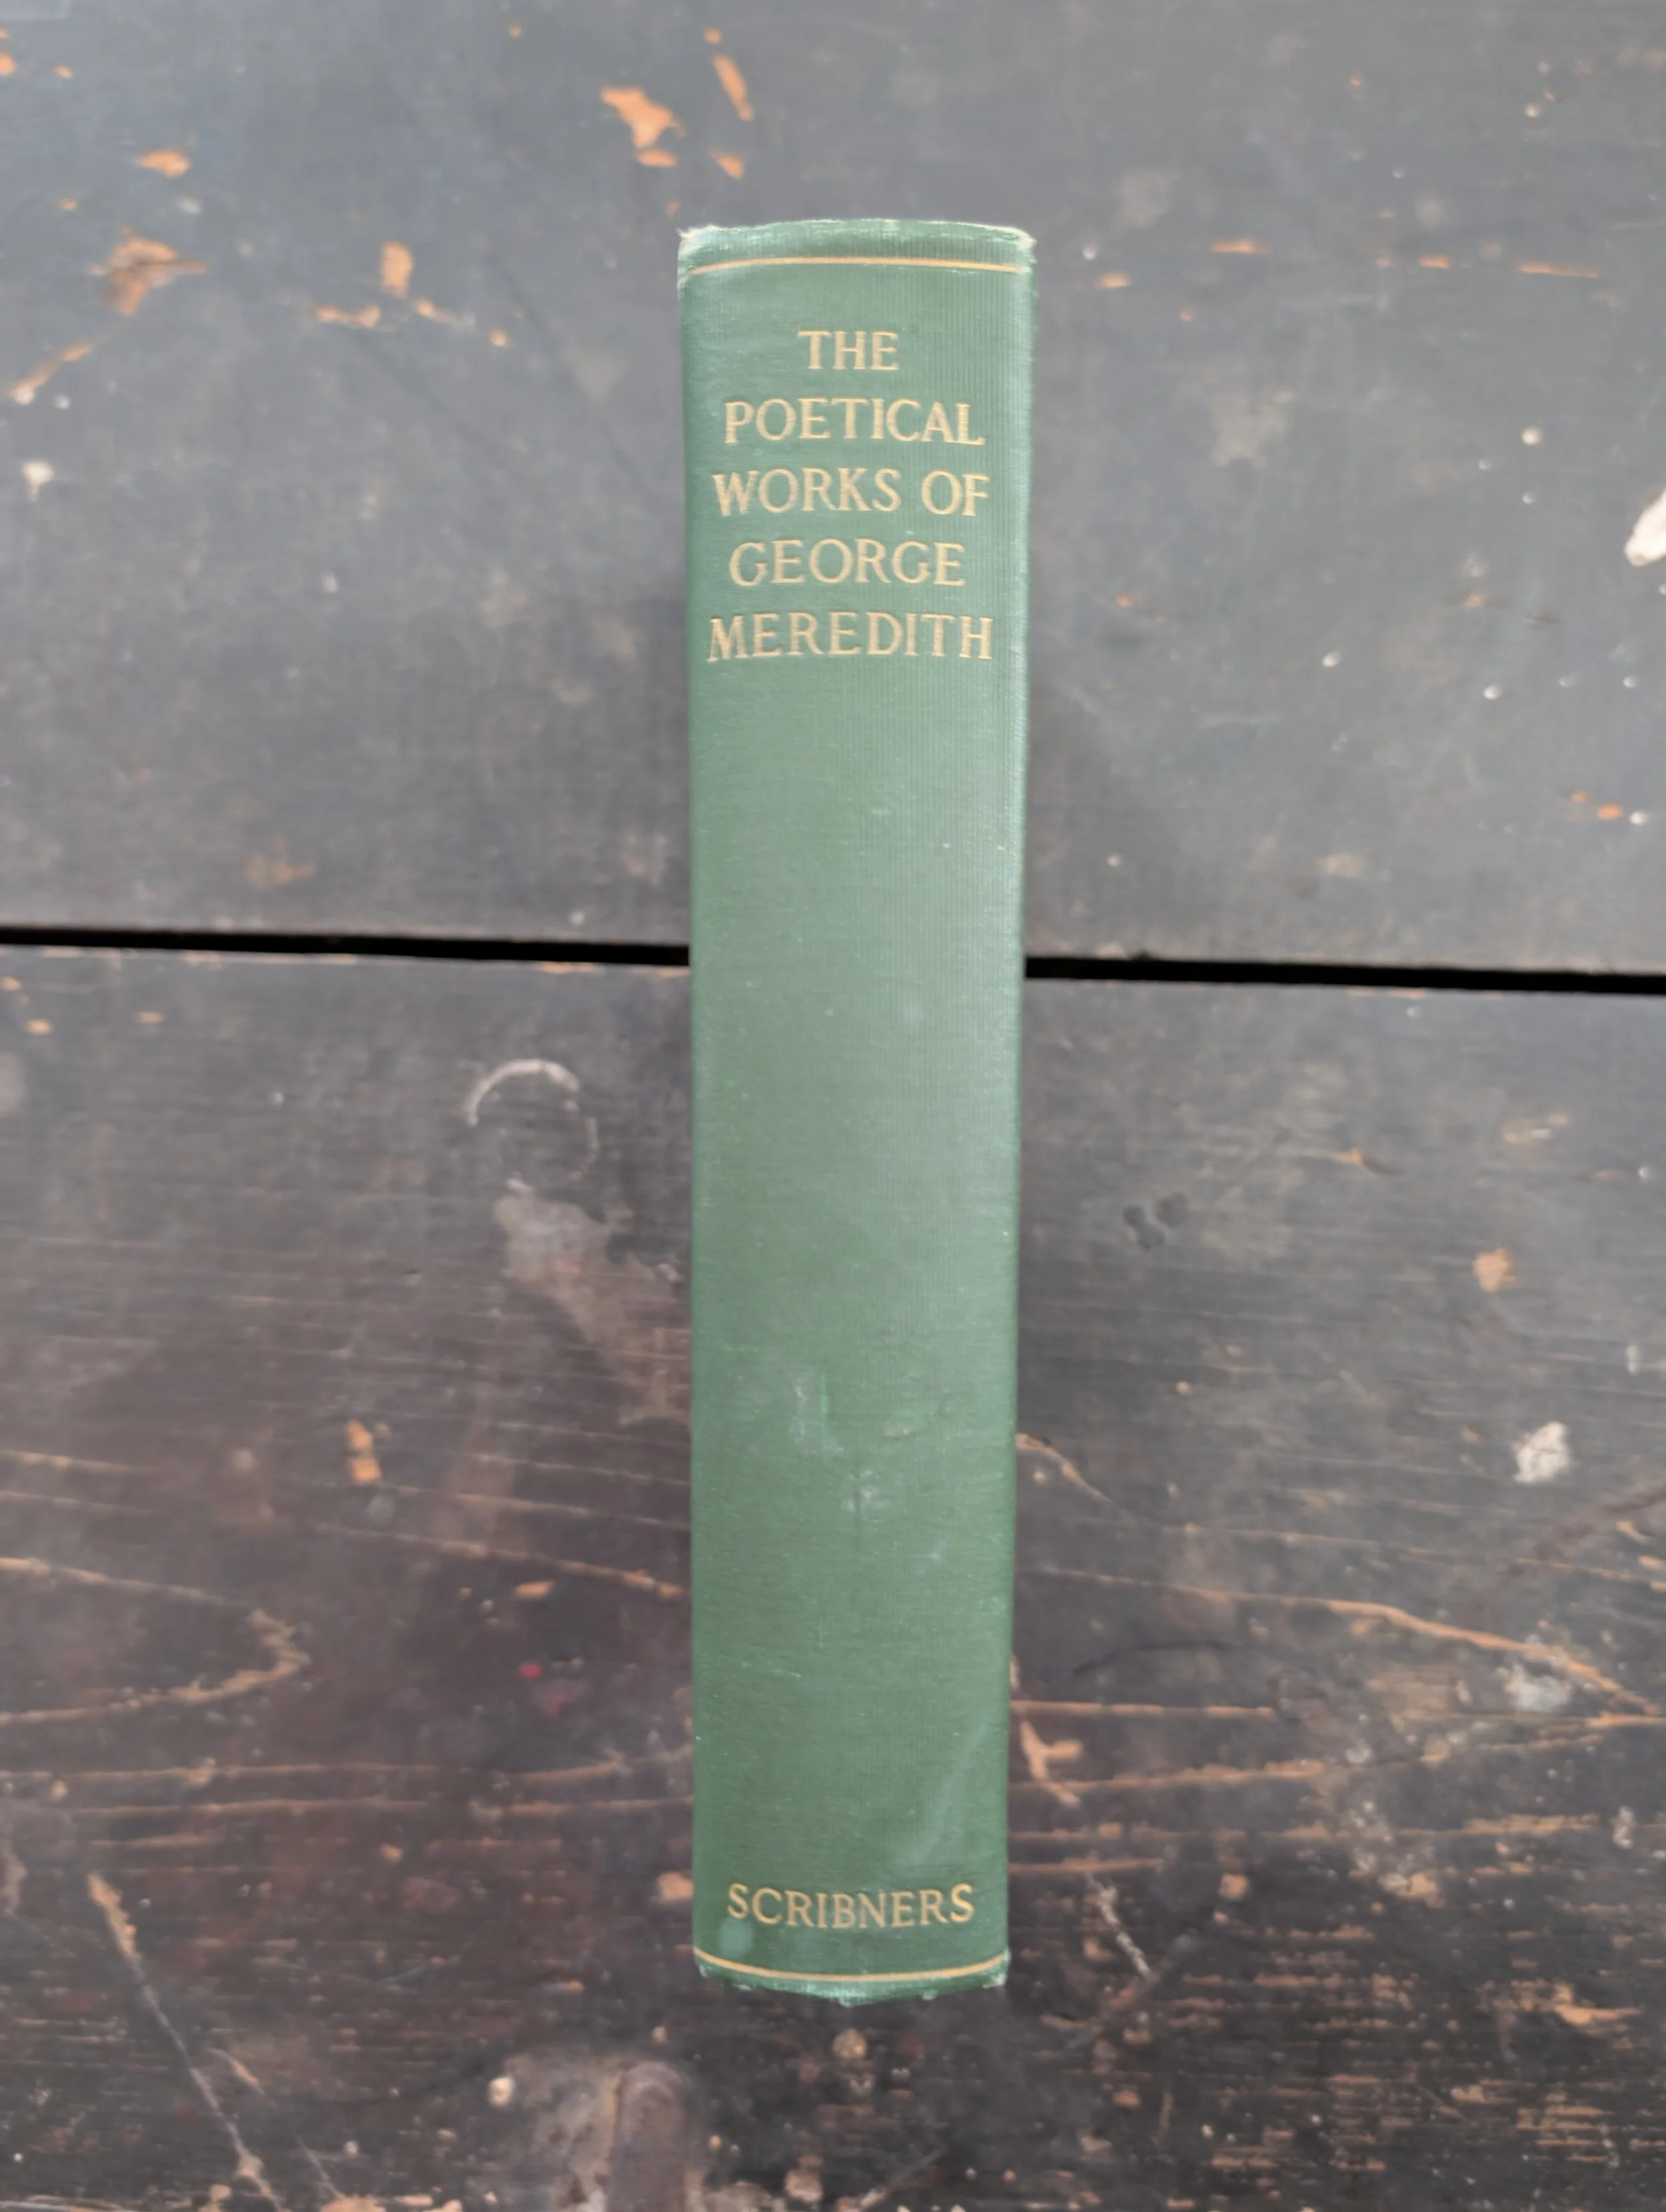 THE
POETICAL
WORKS OF
GEORGE
MEREDITH
SCRIBNERS